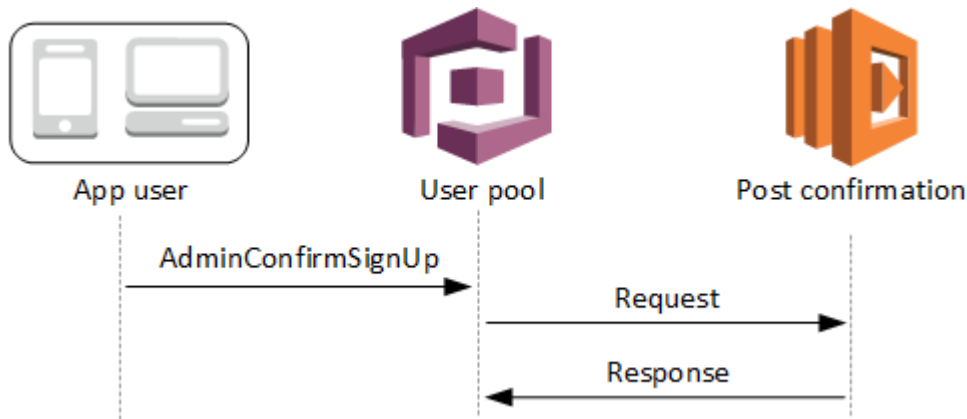 App user
User pool
Post confirmation
AdminConfirmSignUp
Request
Response